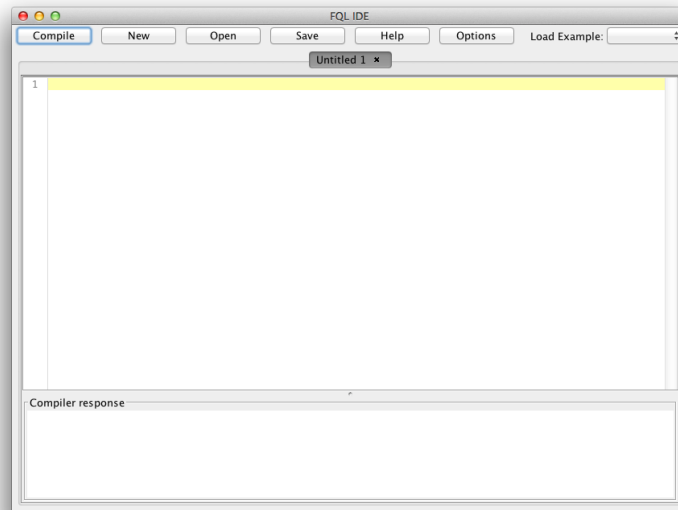 FQL IDE
Compile New Open Save Help Options Load Example:
Untitled 1 ×
1
Compiler response